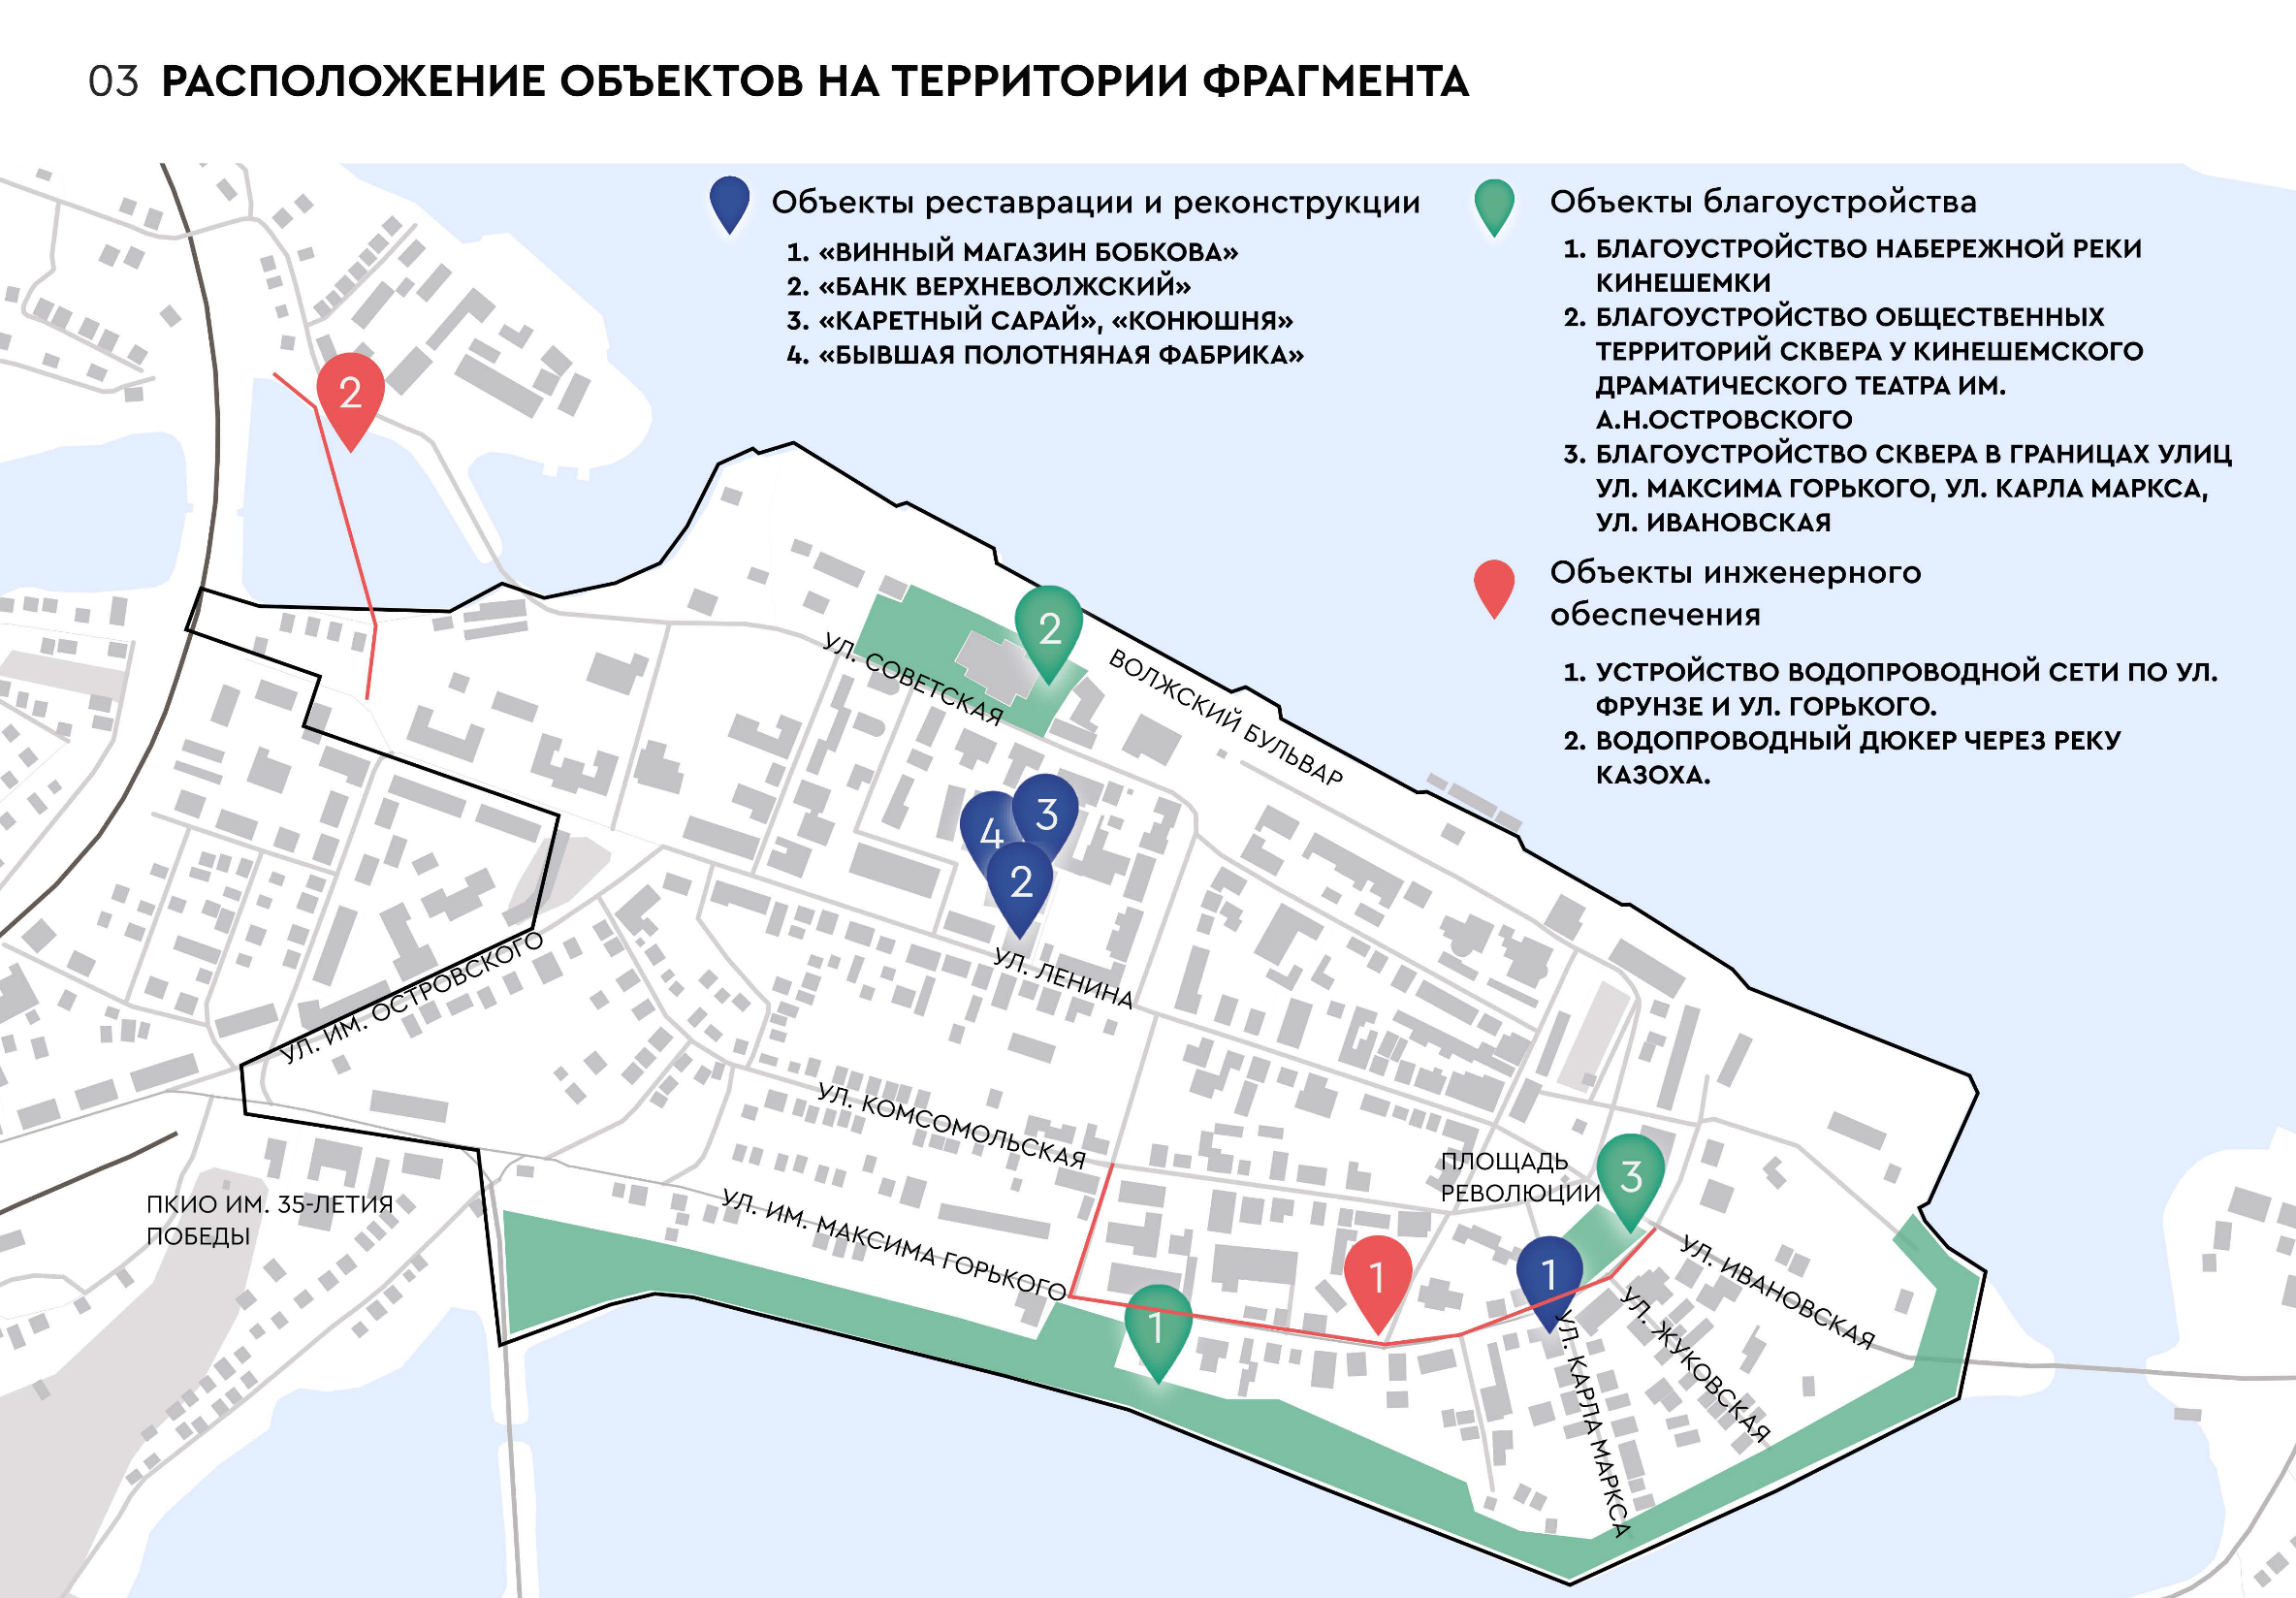 03 РАСПОЛОЖЕНИЕ ОБЪЕКТОВ НА ТЕРРИТОРИИ ФРАГМЕНТА
Объекты реставрации и реконструкции
1. «ВИННЫЙ МАГАЗИН БОБКОВА»
2. «БАНК ВЕРХНЕВОЛЖСКИЙ»
3. «КАРЕТНЫЙ САРАЙ», «КОНЮШНЯ»
4. «БЫВШАЯ ПОЛОТНЯНАЯ ФАБРИКА»
Объекты благоустройства
1. БЛАГОУСТРОЙСТВО НАБЕРЕЖНОЙ РЕКИ
КИНЕШЕМКИ
2. БЛАГОУСТРОЙСТВО ОБЩЕСТВЕННЫХ
ТЕРРИТОРИЙ СКВЕРА У КИНЕШЕМСКОГО
ДРАМАТИЧЕСКОГО ТЕАТРА ИМ.
А.Н.ОСТРОВСКОГО
3. БЛАГОУСТРОЙСТВО СКВЕРА В ГРАНИЦАХ УЛИЦ
УЛ. МАКСИМА ГОРЬКОГО, УЛ. КАРЛА МАРКСА,
УЛ. ИВАНОВСКАЯ
Объекты инженерного
обеспечения
1. УСТРОЙСТВО ВОДОПРОВОДНОЙ СЕТИ ПО УЛ.
ФРУНЗЕ И УЛ. ГОРЬКОГО.
2. ВОДОПРОВОДНЫЙ ДЮКЕР ЧЕРЕЗ РЕКУ
КАЗОХА.
2
2
УЛ. СОВЕТСКАЯ
ВОЛЖСКИЙ БУЛЬВАР
3
4
2
УЛ. ЛЕНИНА
УЛ. ИМ. ОСТРОВСКОГО
УЛ. КОМСОМОЛЬСКАЯ
ПЛОЩАДЬ
РЕВОЛЮЦИИ
3
ПКИО ИМ. 35-ЛЕТИЯ
ПОБЕДЫ
УЛ. ИМ. МАКСИМА ГОРЬКОГО
1
1
1
УЛ. ИВАНОВСКАЯ
УЛ. ЖУКОВСКАЯ
УЛ. КАРЛА МАРКСА